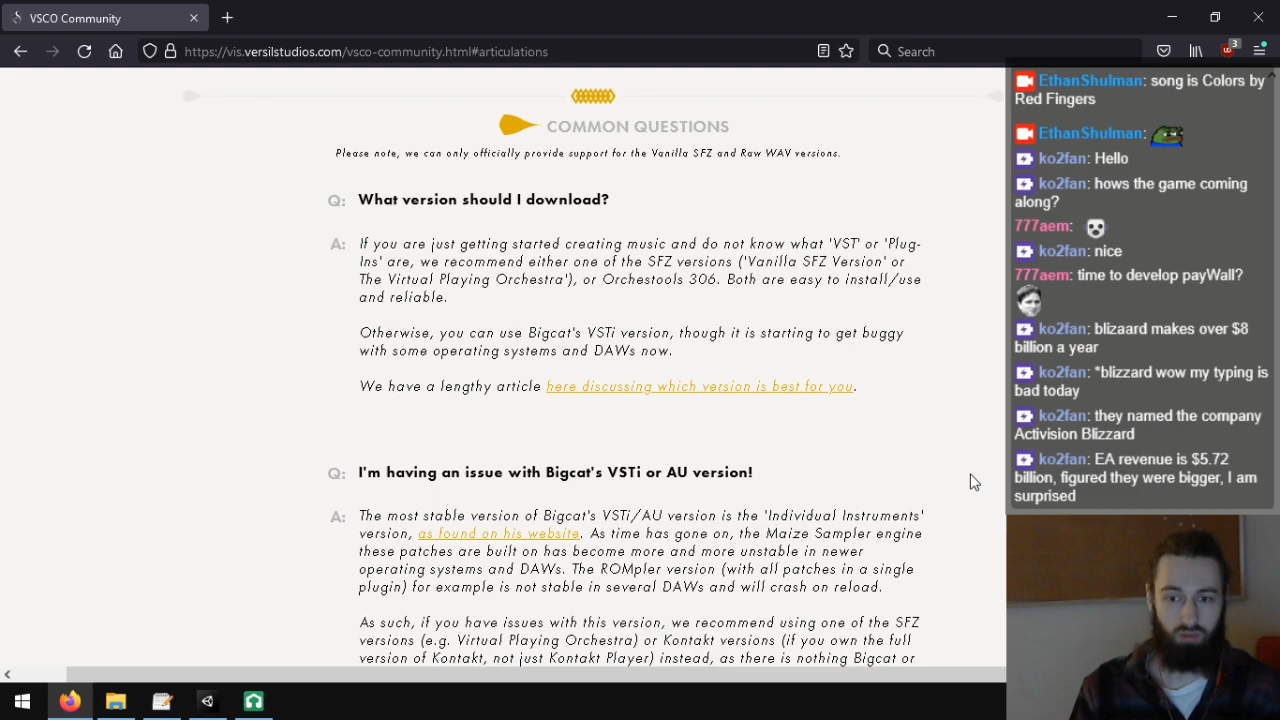 VSCO Community
https://vis.versilstudios.com/vsco-community.html#articulations
Search
3
COMMON QUESTIONS
Please note, we can only officially provide support for the Vanilla SFZ and Raw WAV versions.
Q: What version should I download?
A: If you are just getting started creating music and do not know what 'VST' or 'Plug-
Ins' are, we recommend either one of the SFZ versions ('Vanilla SFZ Version' or
The Virtual Playing Orchestra'), or Orchestools 306. Both are easy to install/use
and reliable.
Otherwise, you can use Bigcat's VSTi version, though it is starting to get buggy
with some operating systems and DAWs now.
We have a lengthy article here discussing which version is best for you.
Q: I'm having an issue with Bigcat's VSTi or AU version!
A: The most stable version of Bigcat's VSTi/AU version is the 'Individual Instruments'
version, as found on his website. As time has gone on, the Maize Sampler engine
these patches are built on has become more and more unstable in newer
operating systems and DAWs. The ROMpler version (with all patches in a single
plugin) for example is not stable in several DAWs and will crash on reload.
As such, if you have issues with this version, we recommend using one of the SFZ
versions (e.g. Virtual Playing Orchestra) or Kontakt versions (if you own the full
version of Kontakt, not just Kontakt Player) instead, as there is nothing Bigcat or
EthanShulman: song is Colors by
Red Fingers
EthanShulman:
ko2fan: Hello
ko2fan: hows the game coming
along?
777aem:
ko2fan: nice
777aem: time to develop payWall?
ko2fan: blizaard makes over $8
billion a year
ko2fan: *blizzard wow my typing is
bad today
ko2fan: they named the company
Activision Blizzard
ko2fan: EA revenue is $5.72
billion, figured they were bigger, I am
surprised